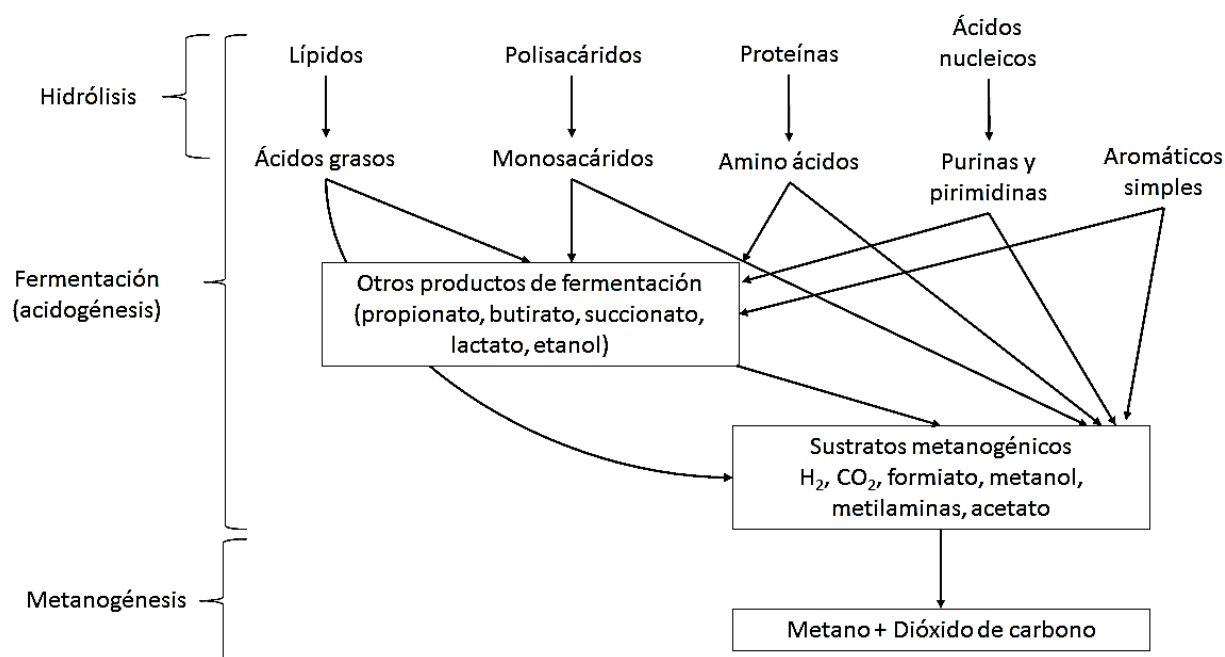 Hidrólisis
Lípidos
Polisacáridos
Proteínas
Ácidos
nucleicos
Ácidos grasos
Monosacáridos
Amino ácidos
Purinas y
pirimidinas
Aromáticos
simples
Fermentación
(acidogénesis)
Otros productos de fermentación
(propionato, butirato, succionato,
lactato, etanol)
Sustratos metanogénicos
H₂, CO₂, formiato, metanol,
metilaminas, acetato
Metanogénesis
Metano + Dióxido de carbono